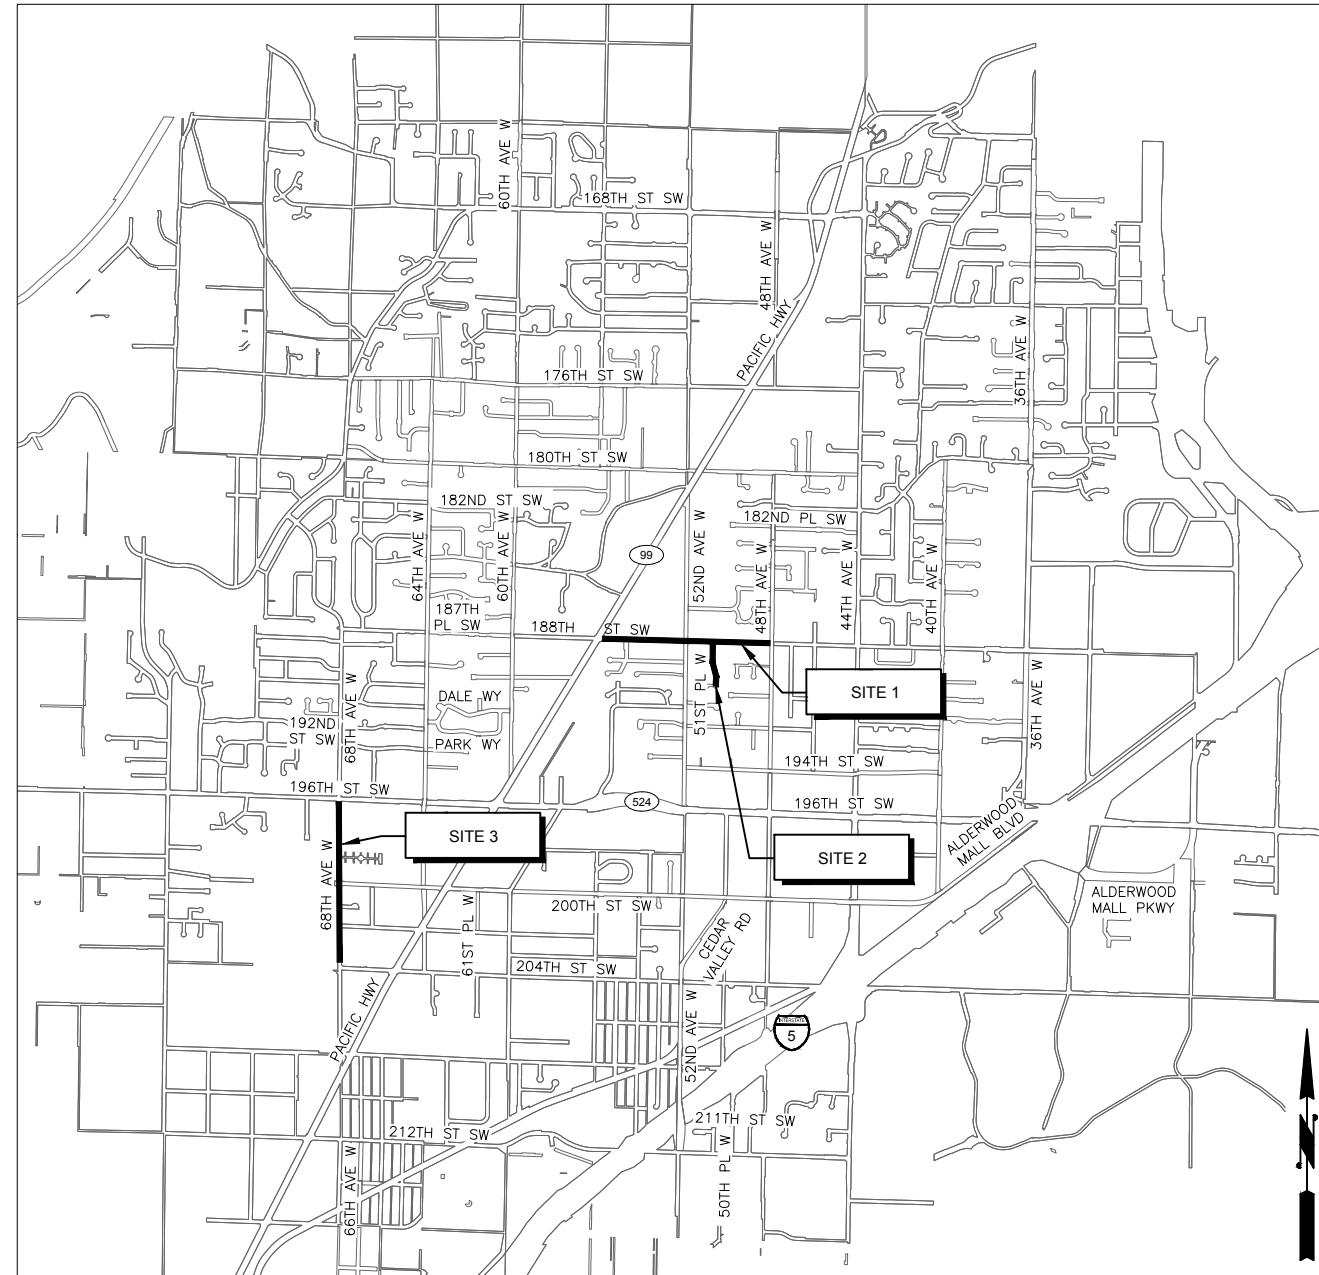 60TH AVE W
168TH ST SW
48TH AVE W
PACIFIC HWY
36TH AVE W
176TH ST SW
180TH ST SW
182ND ST SW
182ND PL SW
99
64TH AVE W
60TH AVE W
52ND AVE W
48TH AVE W
44TH AVE W
40TH AVE W
187TH
PL SW
188TH ST SW
51ST PL W
SITE 1
36TH AVE W
68TH AVE W
DALE WY
192ND
ST SW
PARK WY
194TH ST SW
196TH ST SW
524
196TH ST SW
ALDERWOOD
MALL BLVD
SITE 3
SITE 2
68TH AVE W
61ST PL W
200TH ST SW
CEDAR
VALLEY RD
ALDERWOOD
MALL PKWY
204TH ST SW
PACIFIC HWY
52ND AVE W
INTERSTATE
5
211TH ST SW
212TH ST SW
66TH AVE W
50TH PL W
N